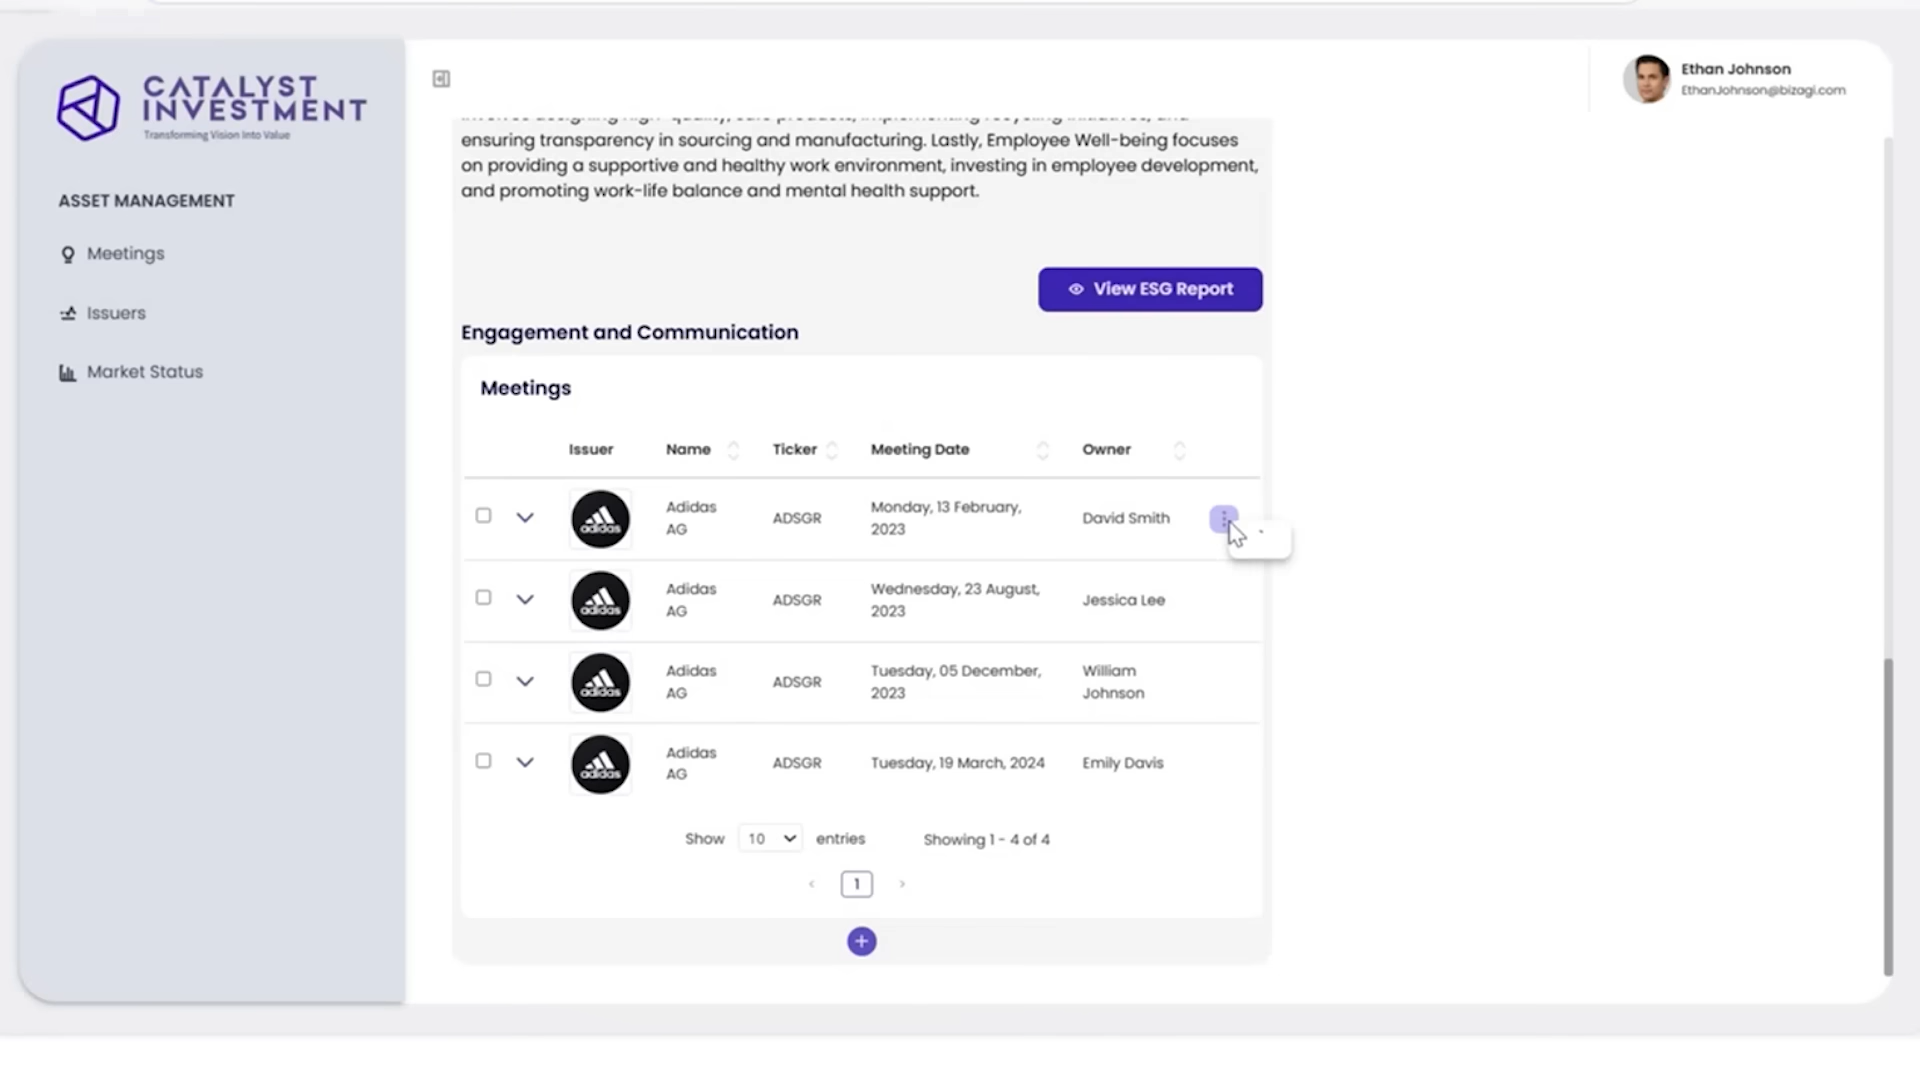 CATALYST
INVESTMENT
Transforming Vision Into Value
Ethan Johnson
EthanJohnson@bizagi.com
ASSET MANAGEMENT
Meetings
Issuers
Market Status
ensuring transparency in sourcing and manufacturing. Lastly, Employee Well-being focuses
on providing a supportive and healthy work environment, investing in employee development,
and promoting work-life balance and mental health support.
View ESG Report
Engagement and Communication
Meetings
Issuer Name Ticker Meeting Date Owner
adidas Adidas AG ADSGR Monday, 13 February, 2023 David Smith
adidas Adidas AG ADSGR Wednesday, 23 August, 2023 Jessica Lee
adidas Adidas AG ADSGR Tuesday, 05 December, 2023 William Johnson
adidas Adidas AG ADSGR Tuesday, 19 March, 2024 Emily Davis
Show 10 entries Showing 1 - 4 of 4
< 1 >
+